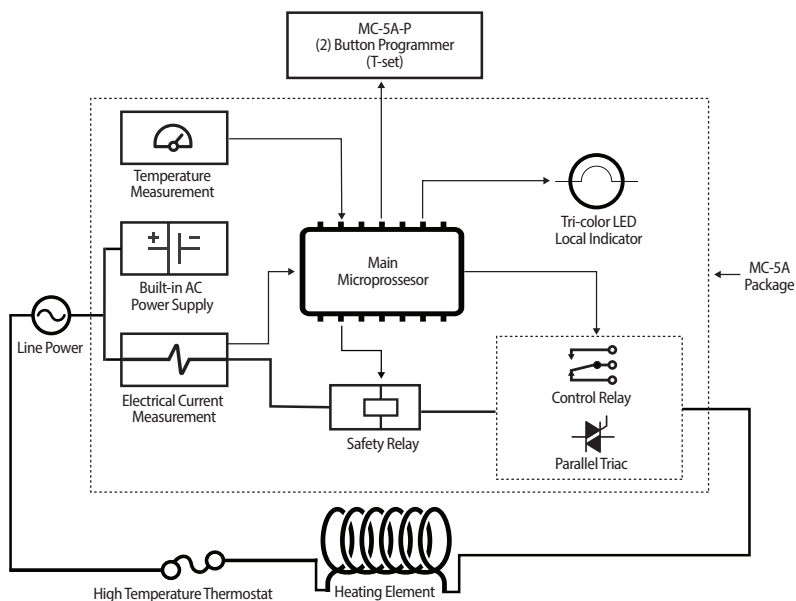 MC-5A-P
(2) Button Programmer
(T-set)
Temperature
Measurement
Tri-color LED
Local Indicator
Built-in AC
Power Supply
Main
Microprossesor
MC-5A
Package
Line Power
Electrical Current
Measurement
Safety Relay
Control Relay
Parallel Triac
High Temperature Thermostat
Heating Element